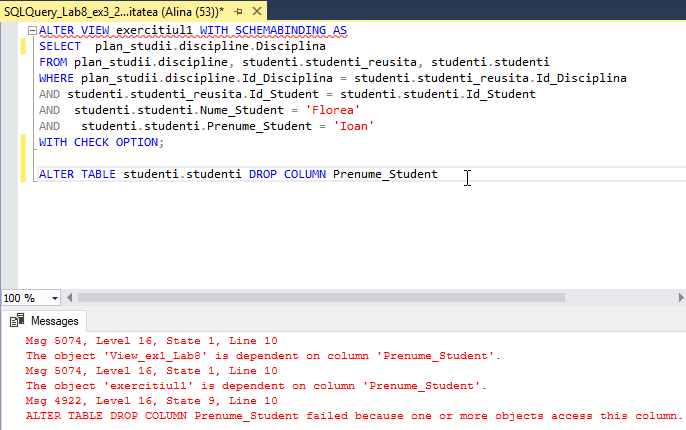 SQLQuery_Lab8_ex3_2...itatea (Alina (53))*
ALTER VIEW exercitiul1 WITH SCHEMABINDING AS
SELECT  plan_studii.discipline.Disciplina
FROM plan_studii.discipline, studenti.studenti_reusita, studenti.studenti
WHERE plan_studii.discipline.Id_Disciplina = studenti.studenti_reusita.Id_Disciplina
AND studenti.studenti_reusita.Id_Student = studenti.studenti.Id_Student
AND  studenti.studenti.Nume_Student = 'Florea'
AND   studenti.studenti.Prenume_Student = 'Ioan'
WITH CHECK OPTION;
ALTER TABLE studenti.studenti DROP COLUMN Prenume_Student
100 %
Messages
Msg 5074, Level 16, State 1, Line 10
The object 'View_ex1_Lab8' is dependent on column 'Prenume_Student'.
Msg 5074, Level 16, State 1, Line 10
The object 'exercitiul1' is dependent on column 'Prenume_Student'.
Msg 4922, Level 16, State 9, Line 10
ALTER TABLE DROP COLUMN Prenume_Student failed because one or more objects access this column.